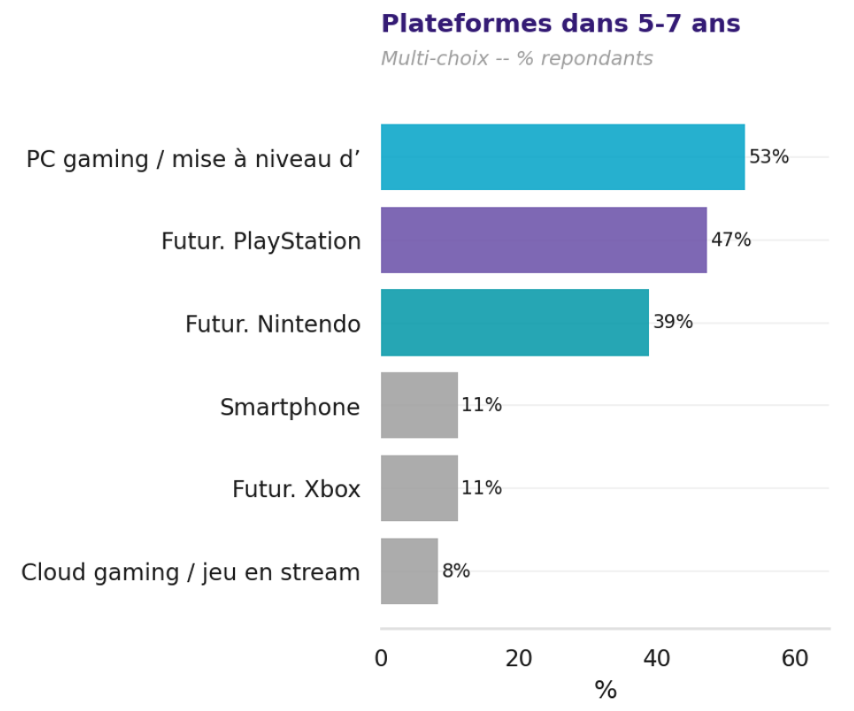 Plateformes dans 5-7 ans
Multi-choix -- % repondants
PC gaming / mise à niveau d’
53%
Futur. PlayStation
47%
Futur. Nintendo
39%
Smartphone
11%
Futur. Xbox
11%
Cloud gaming / jeu en stream
8%
0 20 40 60
%